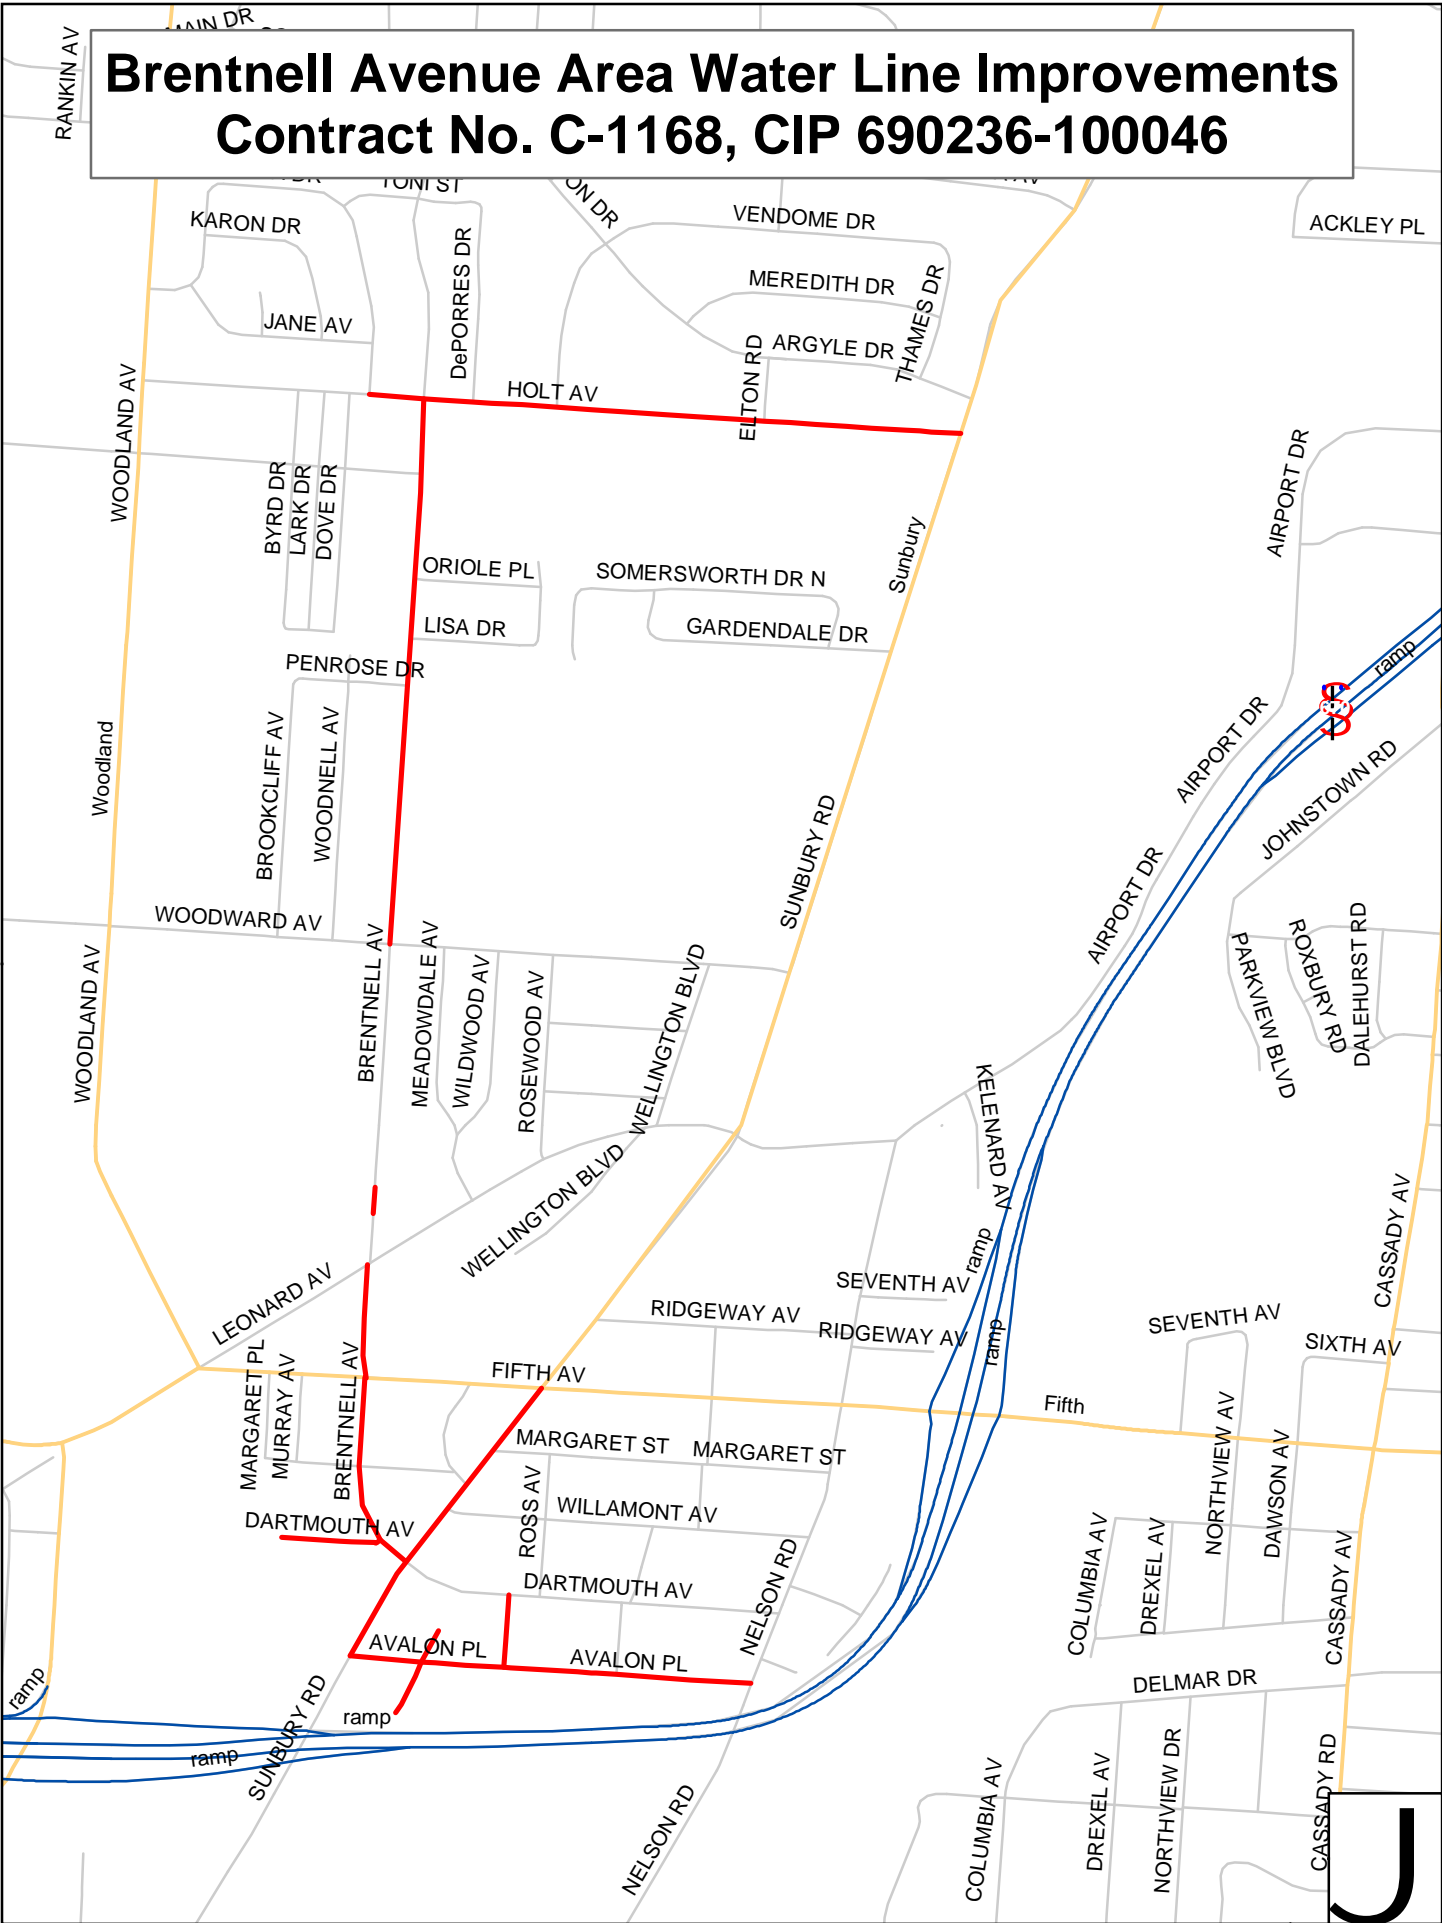 MAIN DR
RANKIN AV
Brentnell Avenue Area Water Line Improvements
Contract No. C-1168, CIP 690236-100046
DR
TONI ST
ON DR
AV
KARON DR
VENDOME DR
ACKLEY PL
DePORRES DR
MEREDITH DR
THAMES DR
JANE AV
ARGYLE DR
ELTON RD
HOLT AV
WOODLAND AV
AIRPORT DR
BYRD DR
LARK DR
DOVE DR
Sunbury
ORIOLE PL
SOMERSWORTH DR N
LISA DR
GARDENDALE DR
PENROSE DR
ramp
Woodland
BROOKCLIFF AV
WOODNELL AV
AIRPORT DR
JOHNSTOWN RD
SUNBURY RD
WOODWARD AV
AIRPORT DR
WOODLAND AV
BRENTNELL AV
MEADOWDALE AV
WILDWOOD AV
ROSEWOOD AV
WELLINGTON BLVD
PARKVIEW BLVD
ROXBURY RD
DALEHURST RD
KELENARD AV
WELLINGTON BLVD
CASSADY AV
ramp
LEONARD AV
SEVENTH AV
RIDGEWAY AV
RIDGEWAY AV
ramp
SEVENTH AV
SIXTH AV
MARGARET PL
MURRAY AV
BRENTNELL AV
FIFTH AV
Fifth
NORTHVIEW AV
DAWSON AV
MARGARET ST
MARGARET ST
ROSS AV
WILLAMONT AV
DARTMOUTH AV
COLUMBIA AV
DREXEL AV
CASSADY AV
DARTMOUTH AV
NELSON RD
AVALON PL
AVALON PL
ramp
DELMAR DR
SUNBURY RD
ramp
ramp
COLUMBIA AV
DREXEL AV
NORTHVIEW DR
CASSADY RD
NELSON RD